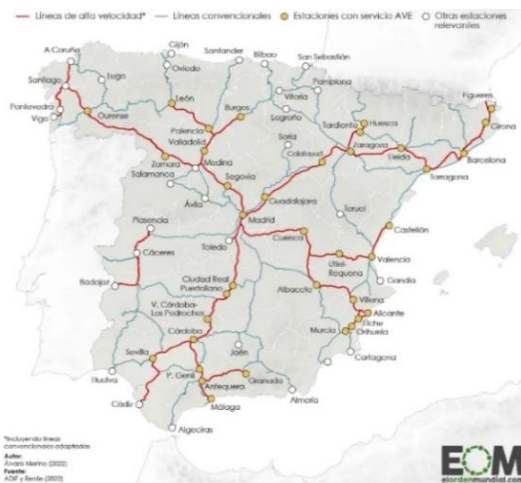 Líneas de alta velocidad*
Líneas convencionales
Estaciones con servicio AVE
Otras estaciones
relevantes
A Coruña
Santiago
Pontevedra
Vigo
Lugo
Ourense
Gijón
Oviedo
León
Santander
Bilbao
San Sebastián
Vitoria
Pamplona
Logroño
Burgos
Palencia
Valladolid
Zamora
Medina
Salamanca
Segovia
Ávila
Soria
Calatayud
Tardienta
Huesca
Zaragoza
Lleida
Figueres
Girona
Barcelona
Tarragona
Guadalajara
Madrid
Teruel
Plasencia
Toledo
Cuenca
Castellón
Cáceres
Utiel-
Requena
Valencia
Badajoz
Ciudad Real
Puertollano
Albacete
Gandía
V. Córdoba-
Los Pedroches
Villena
Alicante
Elche
Orihuela
Murcia
Córdoba
Jaén
Cartagena
Sevilla
P. Genil
Granada
Huelva
Antequera
Almería
Cádiz
Málaga
Algeciras
*Incluyendo líneas
convencionales adaptadas
Autor:
Álvaro Merino (2022)
Fuente:
ADIF y Renfe (2022)
EOM
elordenmundial.com